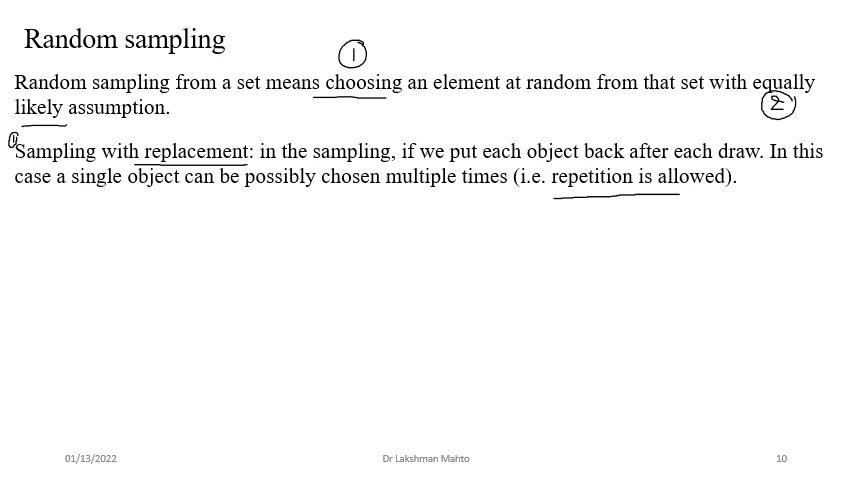 Random sampling
1
Random sampling from a set means choosing an element at random from that set with equally
likely assumption.
2
Sampling with replacement: in the sampling, if we put each object back after each draw. In this
case a single object can be possibly chosen multiple times (i.e. repetition is allowed).
01/13/2022
Dr Lakshman Mahto
10